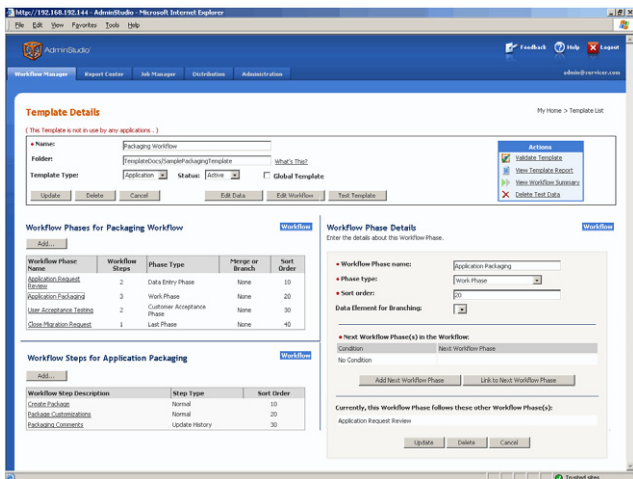 http://192.168.192.144 - AdminStudio - Microsoft Internet Explorer
File Edit View Favorites Tools Help
AdminStudio
Feedback Help Logout
Workflow Manager Report Center Job Manager Distribution Administration
Template Details
My Home > Template List
( This Template is not in use by any applications . )
• Name: Packaging Workflow
Folder: TemplateDocs/SamplePackagingTemplate What's This?
Template Type: Application Status: Active Global Template
Update Delete Cancel Edit Data Edit Workflow Test Template
Actions
Validate Template
View Template Report
View Workflow Summary
Delete Test Data
Workflow Phases for Packaging Workflow Workflow
Add...
Workflow Phase Name Workflow Steps Phase Type Merge or Branch Sort Order
Application Request Review 2 Data Entry Phase None 10
Application Packaging 3 Work Phase None 20
User Acceptance Testing 2 Customer Acceptance Phase None 30
Close Migration Request 1 Last Phase None 40
Workflow Steps for Application Packaging Workflow
Add...
Workflow Step Description Step Type Sort Order
Create Package Normal 10
Package Customizations Normal 20
Packaging Comments Update History 30
Workflow Phase Details Workflow
Enter the details about this Workflow Phase.
• Workflow Phase name: Application Packaging
• Phase type: Work Phase
• Sort order: 20
Data Element for Branching:
• Next Workflow Phase(s) in the Workflow:
Condition Next Workflow Phase
No Condition
Add Next Workflow Phase Link to Next Workflow Phase
Currently, this Workflow Phase follows these other Workflow Phase(s):
Application Request Review
Update Delete Cancel
Trusted sites